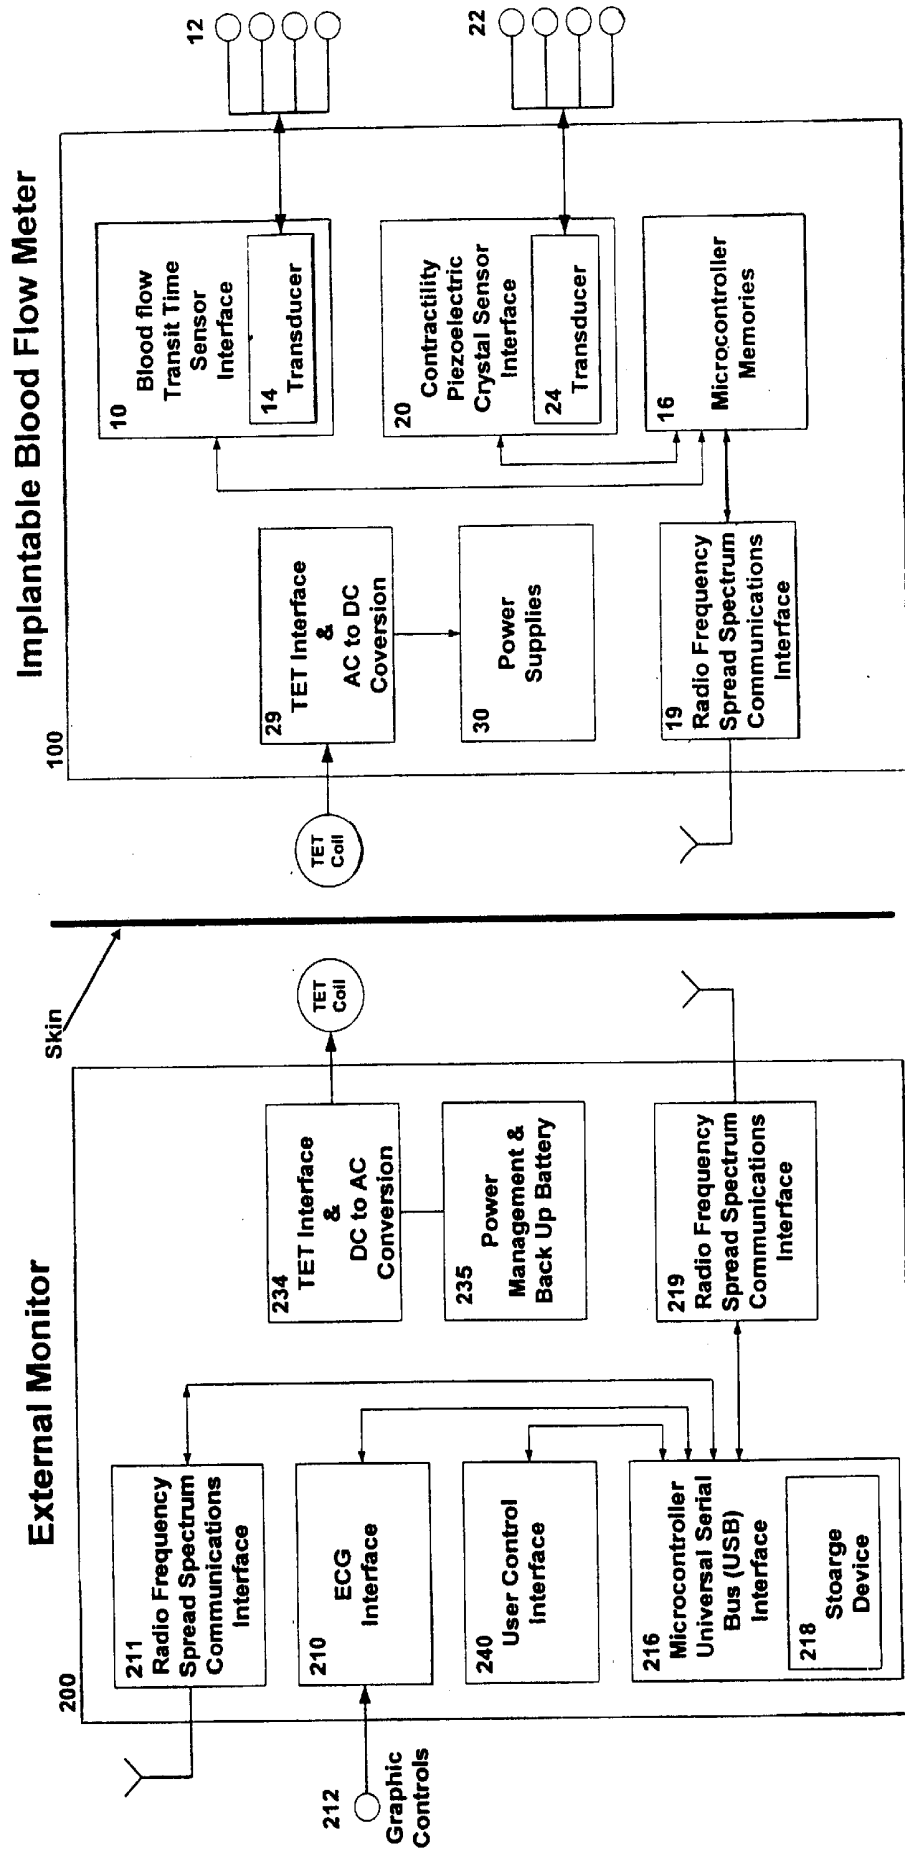 External Monitor
200
211
Radio Frequency
Spread Spectrum
Communications
Interface
210
ECG
Interface
212
Graphic
Controls
240
User Control
Interface
216
Microcontroller
Universal Serial
Bus (USB)
Interface
218
Stoarge
Device
234
TET Interface
&
DC to AC
Conversion
235
Power
Management &
Back Up Battery
219
Radio Frequency
Spread Spectrum
Communications
Interface
TET
Coil
Skin
Implantable Blood Flow Meter
100
TET
Coil
29
TET Interface
&
AC to DC
Coversion
30
Power
Supplies
19
Radio Frequency
Spread Spectrum
Communications
Interface
10
Blood flow
Transit Time
Sensor
Interface
14
Transducer
20
Contractility
Piezoelectric
Crystal Sensor
Interface
24
Transducer
16
Microcontroller
Memories
12
22